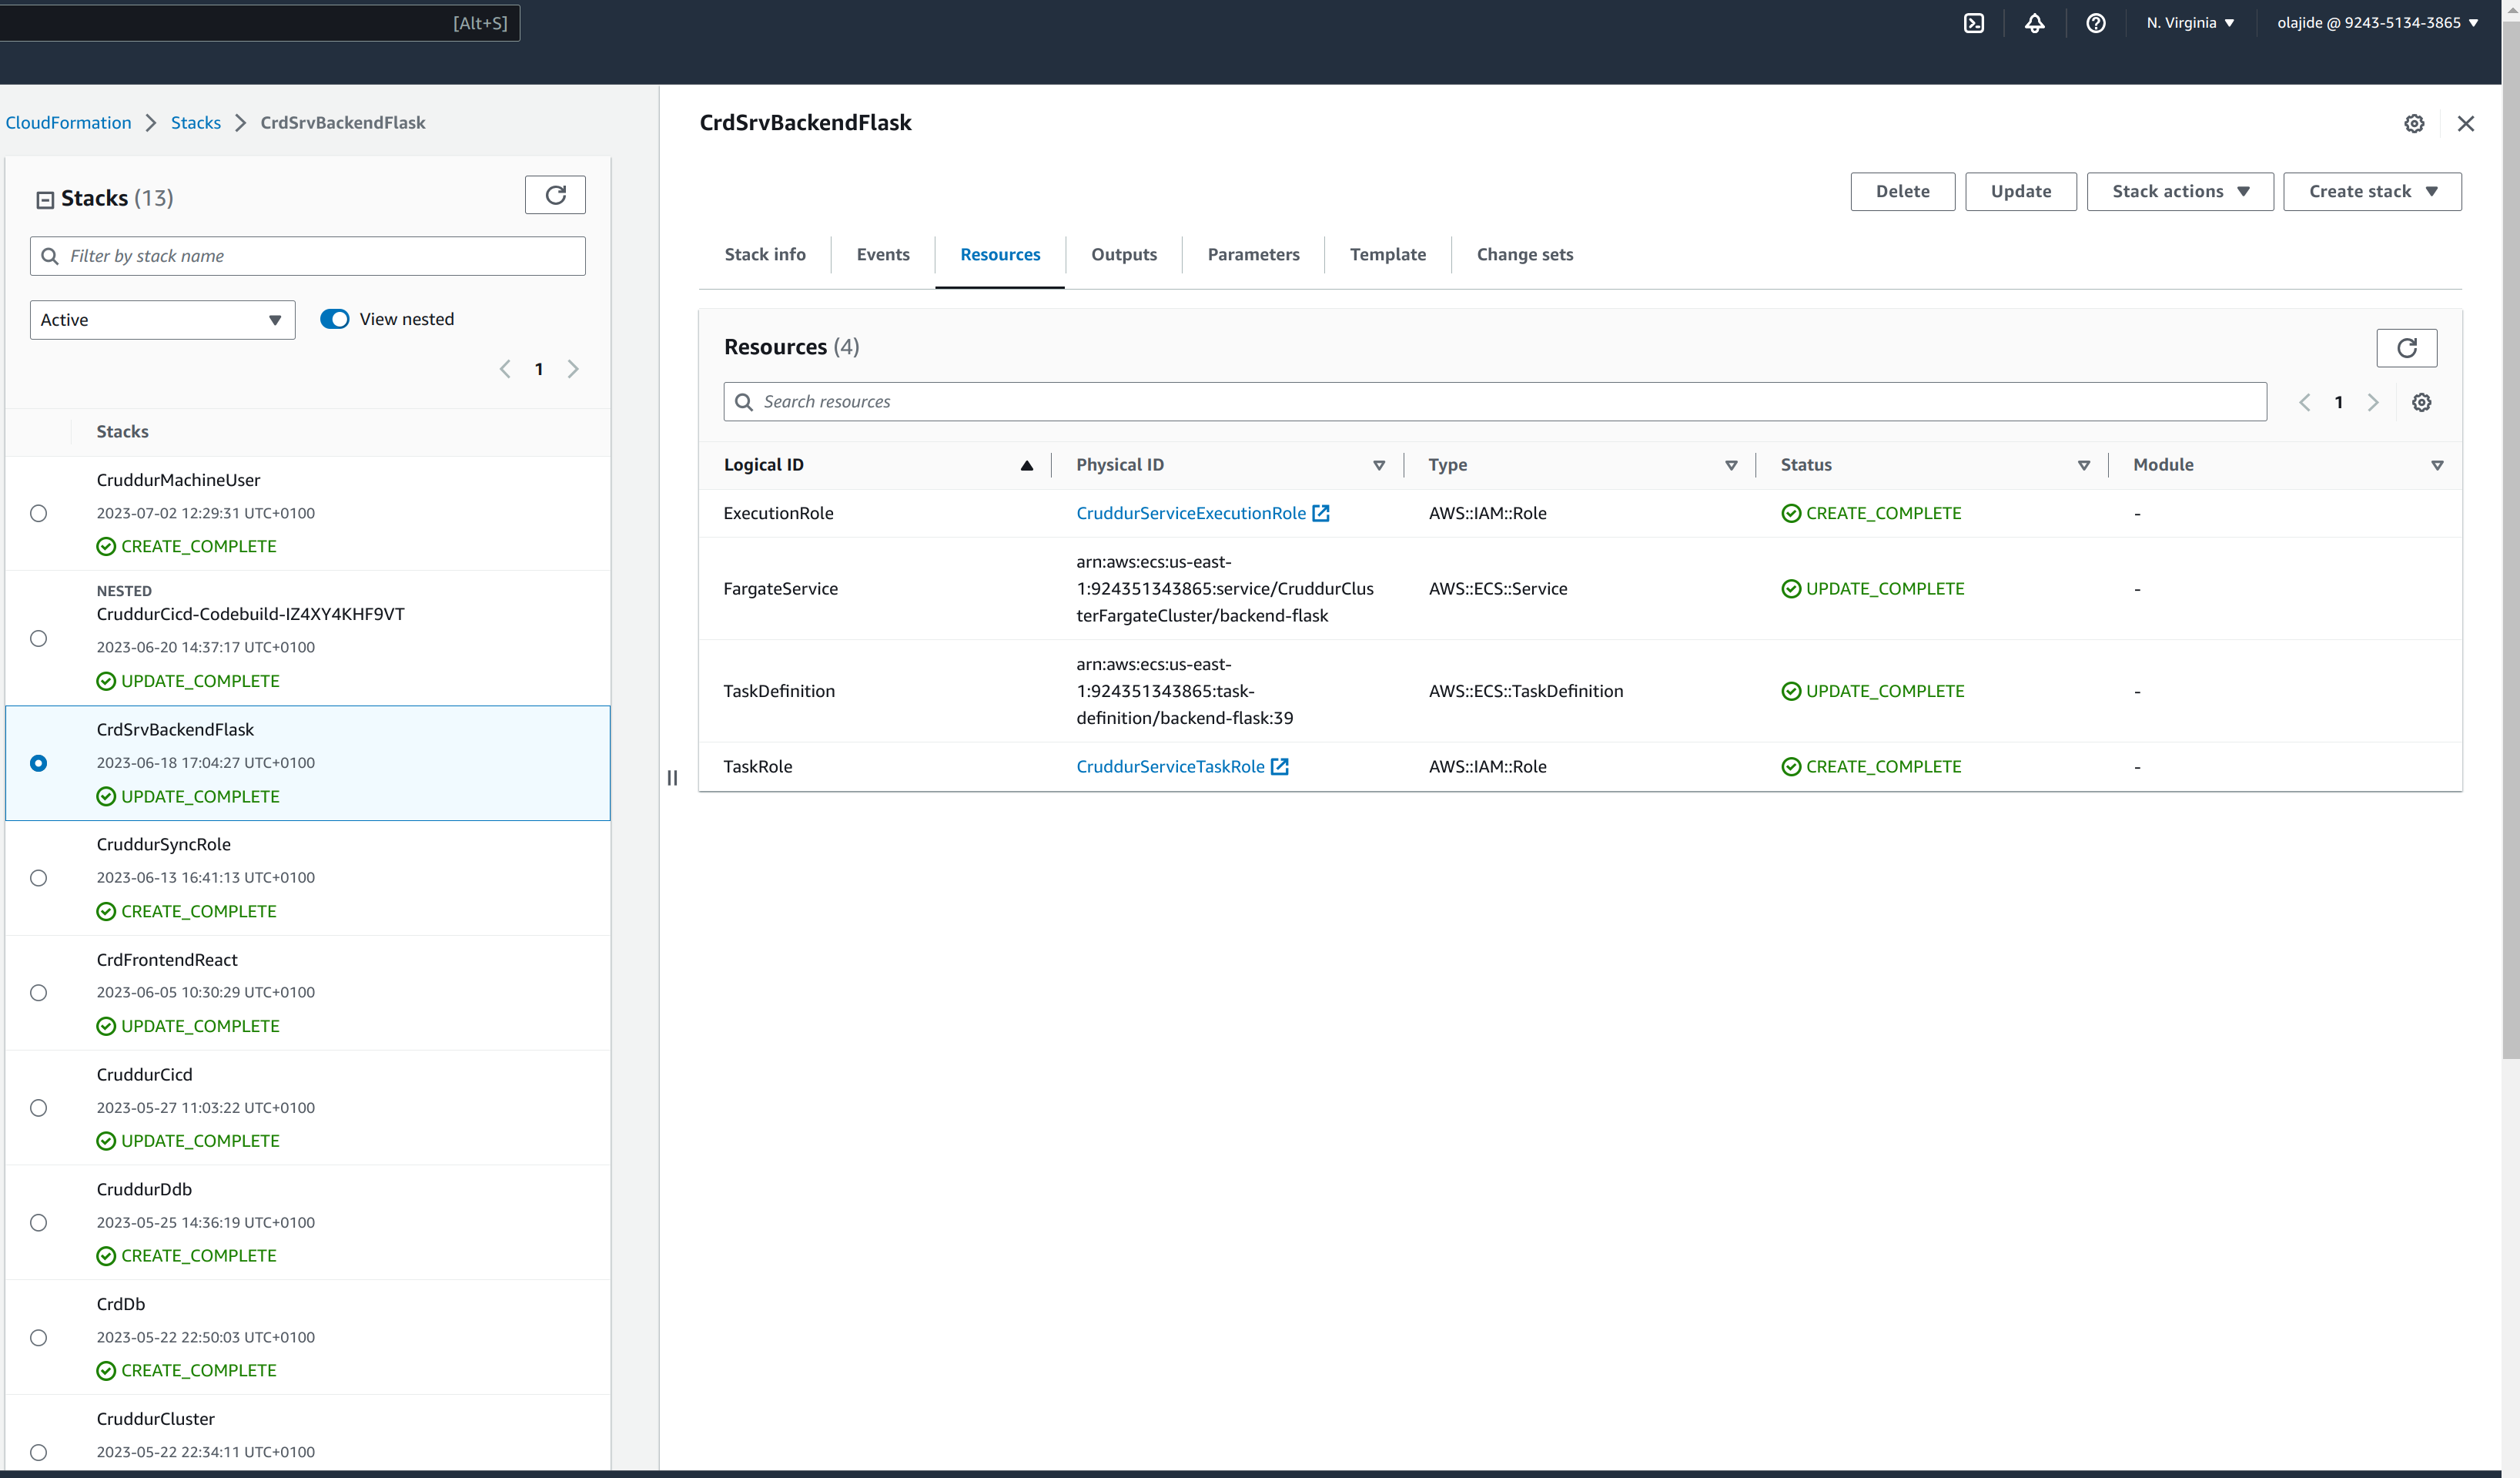 [Alt+S]
N. Virginia
olajide @ 9243-5134-3865
CloudFormation
Stacks
CrdSrvBackendFlask
Stacks (13)
Filter by stack name
Active
View nested
1
Stacks
CruddurMachineUser
2023-07-02 12:29:31 UTC+0100
CREATE_COMPLETE
NESTED
CruddurCicd-Codebuild-IZ4XY4KHF9VT
2023-06-20 14:37:17 UTC+0100
UPDATE_COMPLETE
CrdSrvBackendFlask
2023-06-18 17:04:27 UTC+0100
UPDATE_COMPLETE
CruddurSyncRole
2023-06-13 16:41:13 UTC+0100
CREATE_COMPLETE
CrdFrontendReact
2023-06-05 10:30:29 UTC+0100
UPDATE_COMPLETE
CruddurCicd
2023-05-27 11:03:22 UTC+0100
UPDATE_COMPLETE
CruddurDdb
2023-05-25 14:36:19 UTC+0100
CREATE_COMPLETE
CrdDb
2023-05-22 22:50:03 UTC+0100
CREATE_COMPLETE
CruddurCluster
2023-05-22 22:34:11 UTC+0100
CrdSrvBackendFlask
Delete
Update
Stack actions
Create stack
Stack info
Events
Resources
Outputs
Parameters
Template
Change sets
Resources (4)
Search resources
1
Logical ID
Physical ID
Type
Status
Module
ExecutionRole
CruddurServiceExecutionRole
AWS::IAM::Role
CREATE_COMPLETE
-
FargateService
arn:aws:ecs:us-east-
1:924351343865:service/CruddurClus
terFargateCluster/backend-flask
AWS::ECS::Service
UPDATE_COMPLETE
-
TaskDefinition
arn:aws:ecs:us-east-
1:924351343865:task-
definition/backend-flask:39
AWS::ECS::TaskDefinition
UPDATE_COMPLETE
-
TaskRole
CruddurServiceTaskRole
AWS::IAM::Role
CREATE_COMPLETE
-